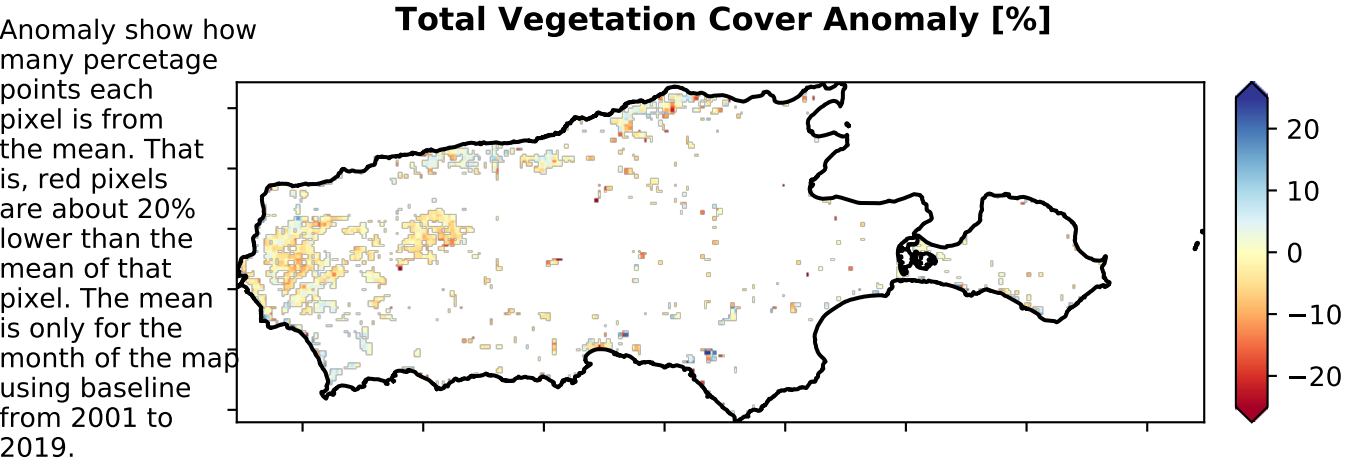 Total Vegetation Cover Anomaly [%]
Anomaly show how
many percetage
points each
pixel is from
the mean. That
is, red pixels
are about 20%
lower than the
mean of that
pixel. The mean
is only for the
month of the map
using baseline
from 2001 to
2019.
20
10
0
−10
−20